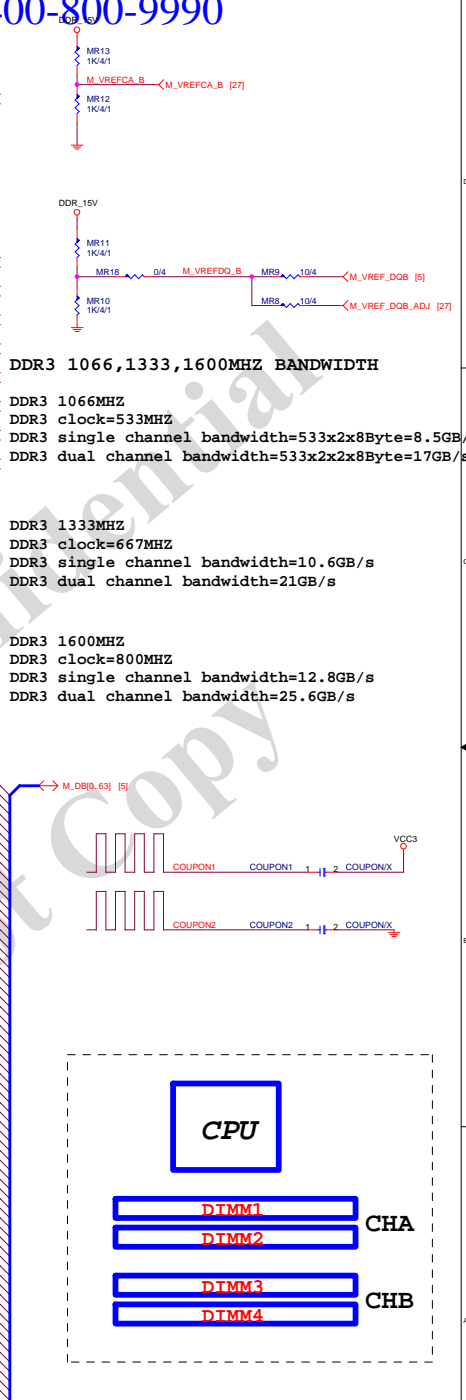 00-800-9990
DDR_15V
MR13
1K/4/1
M_VREFCA_B
M_VREFCA_B [27]
MR12
1K/4/1
D
DDR_15V
MR11
1K/4/1
MR18 0/4 M_VREFDQ_B MR9 10/4 M_VREF_DQB [5]
MR10
1K/4/1
MR8 10/4 M_VREF_DQB_ADJ [27]
DDR3 1066,1333,1600MHZ BANDWIDTH
DDR3 1066MHZ
DDR3 clock=533MHZ
DDR3 single channel bandwidth=533x2x8Byte=8.5GB/
DDR3 dual channel bandwidth=533x2x2x8Byte=17GB/s
DDR3 1333MHZ
DDR3 clock=667MHZ
C
DDR3 single channel bandwidth=10.6GB/s
DDR3 dual channel bandwidth=21GB/s
DDR3 1600MHZ
DDR3 clock=800MHZ
DDR3 single channel bandwidth=12.8GB/s
DDR3 dual channel bandwidth=25.6GB/s
fidential
ot Copy
M_DB[0..63] [5]
VCC3
COUPON1 COUPON1 1 2 COUPON/X
COUPON2 COUPON2 1 2 COUPON/X
B
CPU
DIMM1
CHA
DIMM2
DIMM3
CHB
DIMM4
A